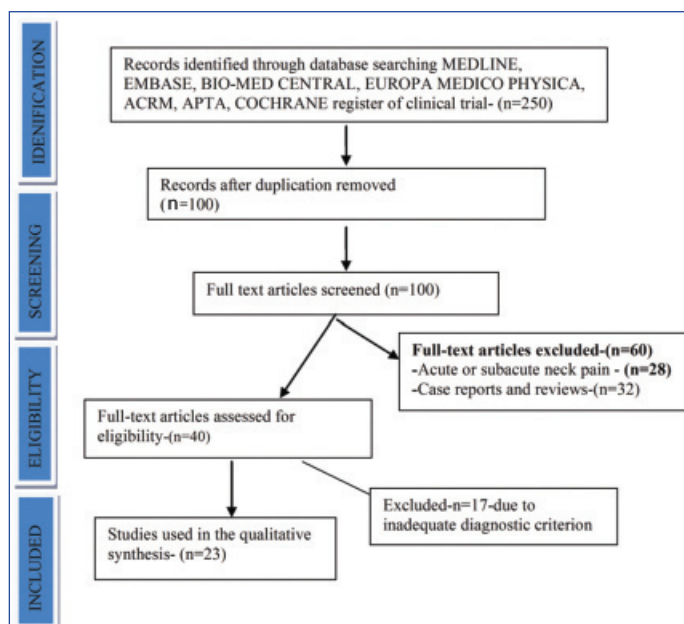 IDENIFICATION
Records identified through database searching MEDLINE,
EMBASE, BIO-MED CENTRAL, EUROPA MEDICO PHYSICA,
ACRM, APTA, COCHRANE register of clinical trial- (n=250)
Records after duplication removed
(n=100)
SCREENING
Full text articles screened (n=100)
Full-text articles excluded-(n=60)
-Acute or subacute neck pain - (n=28)
-Case reports and reviews-(n=32)
ELIGIBILITY
Full-text articles assessed for
eligibility-(n=40)
Excluded-n=17-due to
inadequate diagnostic criterion
INCLUDED
Studies used in the qualitative
synthesis- (n=23)